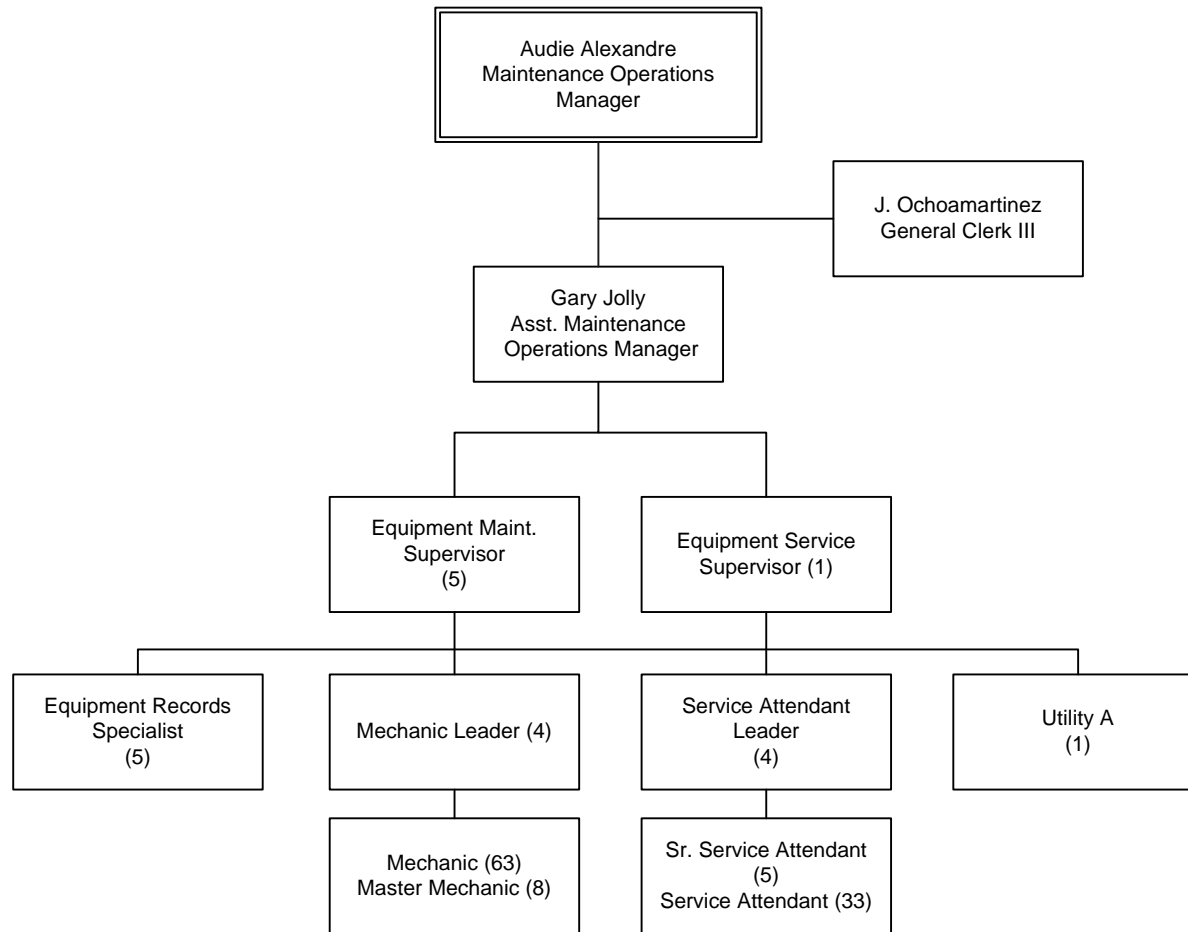 Audie Alexandre
Maintenance Operations
Manager
J. Ochoamartinez
General Clerk III
Gary Jolly
Asst. Maintenance
Operations Manager
Equipment Maint.
Supervisor
(5)
Equipment Service
Supervisor (1)
Equipment Records
Specialist
(5)
Mechanic Leader (4)
Service Attendant
Leader
(4)
Utility A
(1)
Mechanic (63)
Master Mechanic (8)
Sr. Service Attendant
(5)
Service Attendant (33)